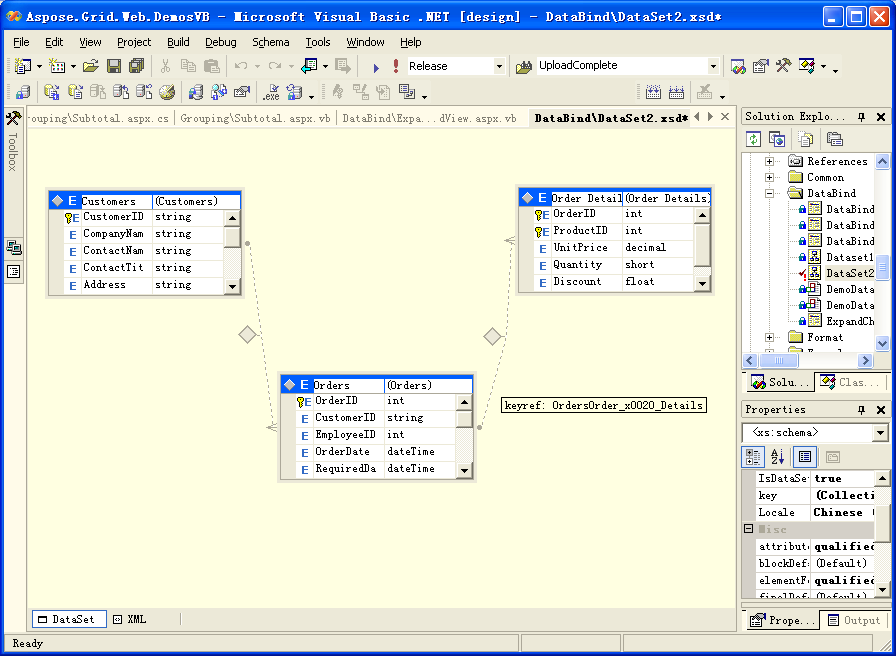 Aspose.Grid.Web.DemosVB - Microsoft Visual Basic .NET [design] - DataBind\DataSet2.xsd*
File Edit View Project Build Debug Schema Tools Window Help
Release UploadComplete
.exe
Toolbox
rouping\Subtotal.aspx.cs Grouping\Subtotal.aspx.vb DataBind\Expa...dView.aspx.vb DataBind\DataSet2.xsd*
E Customers (Customers)
E CustomerID string
E CompanyNam string
E ContactNam string
E ContactTit string
E Address string
E Order Detail (Order Details)
E OrderID int
E ProductID int
E UnitPrice decimal
E Quantity short
E Discount float
E Orders (Orders)
E OrderID int
E CustomerID string
E EmployeeID int
E OrderDate dateTime
E RequiredDa dateTime
keyref: OrdersOrder_x0020_Details
DataSet XML
Ready
Solution Explo...
References
Common
DataBind
DataBind
DataBind
DataBind
Dataset1
DataSet2
DemoData
DemoData
ExpandCh
Format
Solu... Clas...
Properties
<xs:schema>
IsDataSe true
key (Collecti
Locale Chinese
Misc
attribut qualified
blockDef (Default)
elementF qualified
finalDef (Default)
Prope... Output